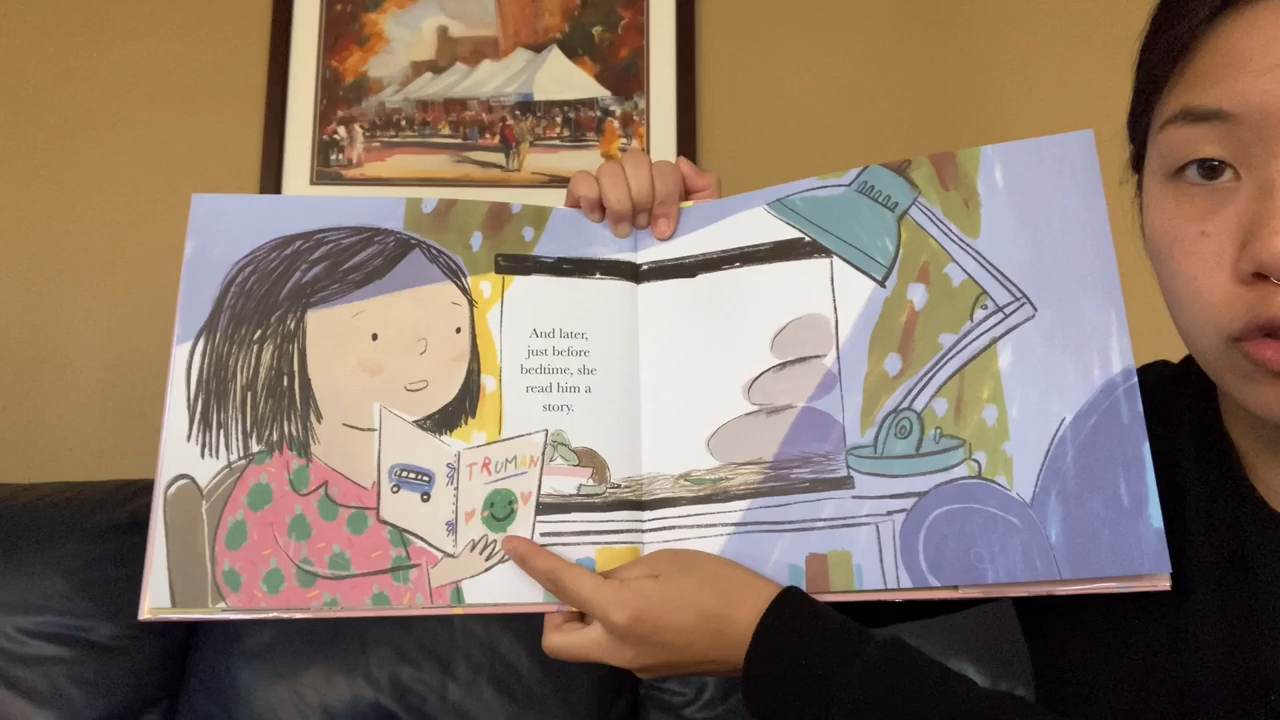 And later,
just before
bedtime, she
read him a
story.
TRUMAN